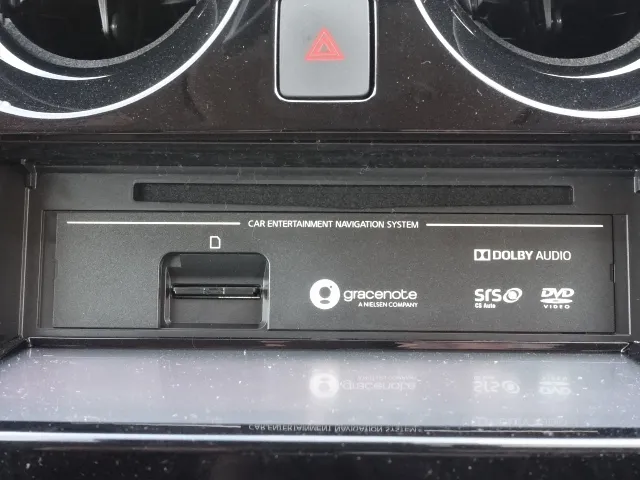 CAR ENTERTAINMENT NAVIGATION SYSTEM
DOLBY AUDIO
gracenote
A NIELSEN COMPANY
SRS
CS Auto
DVD
VIDEO